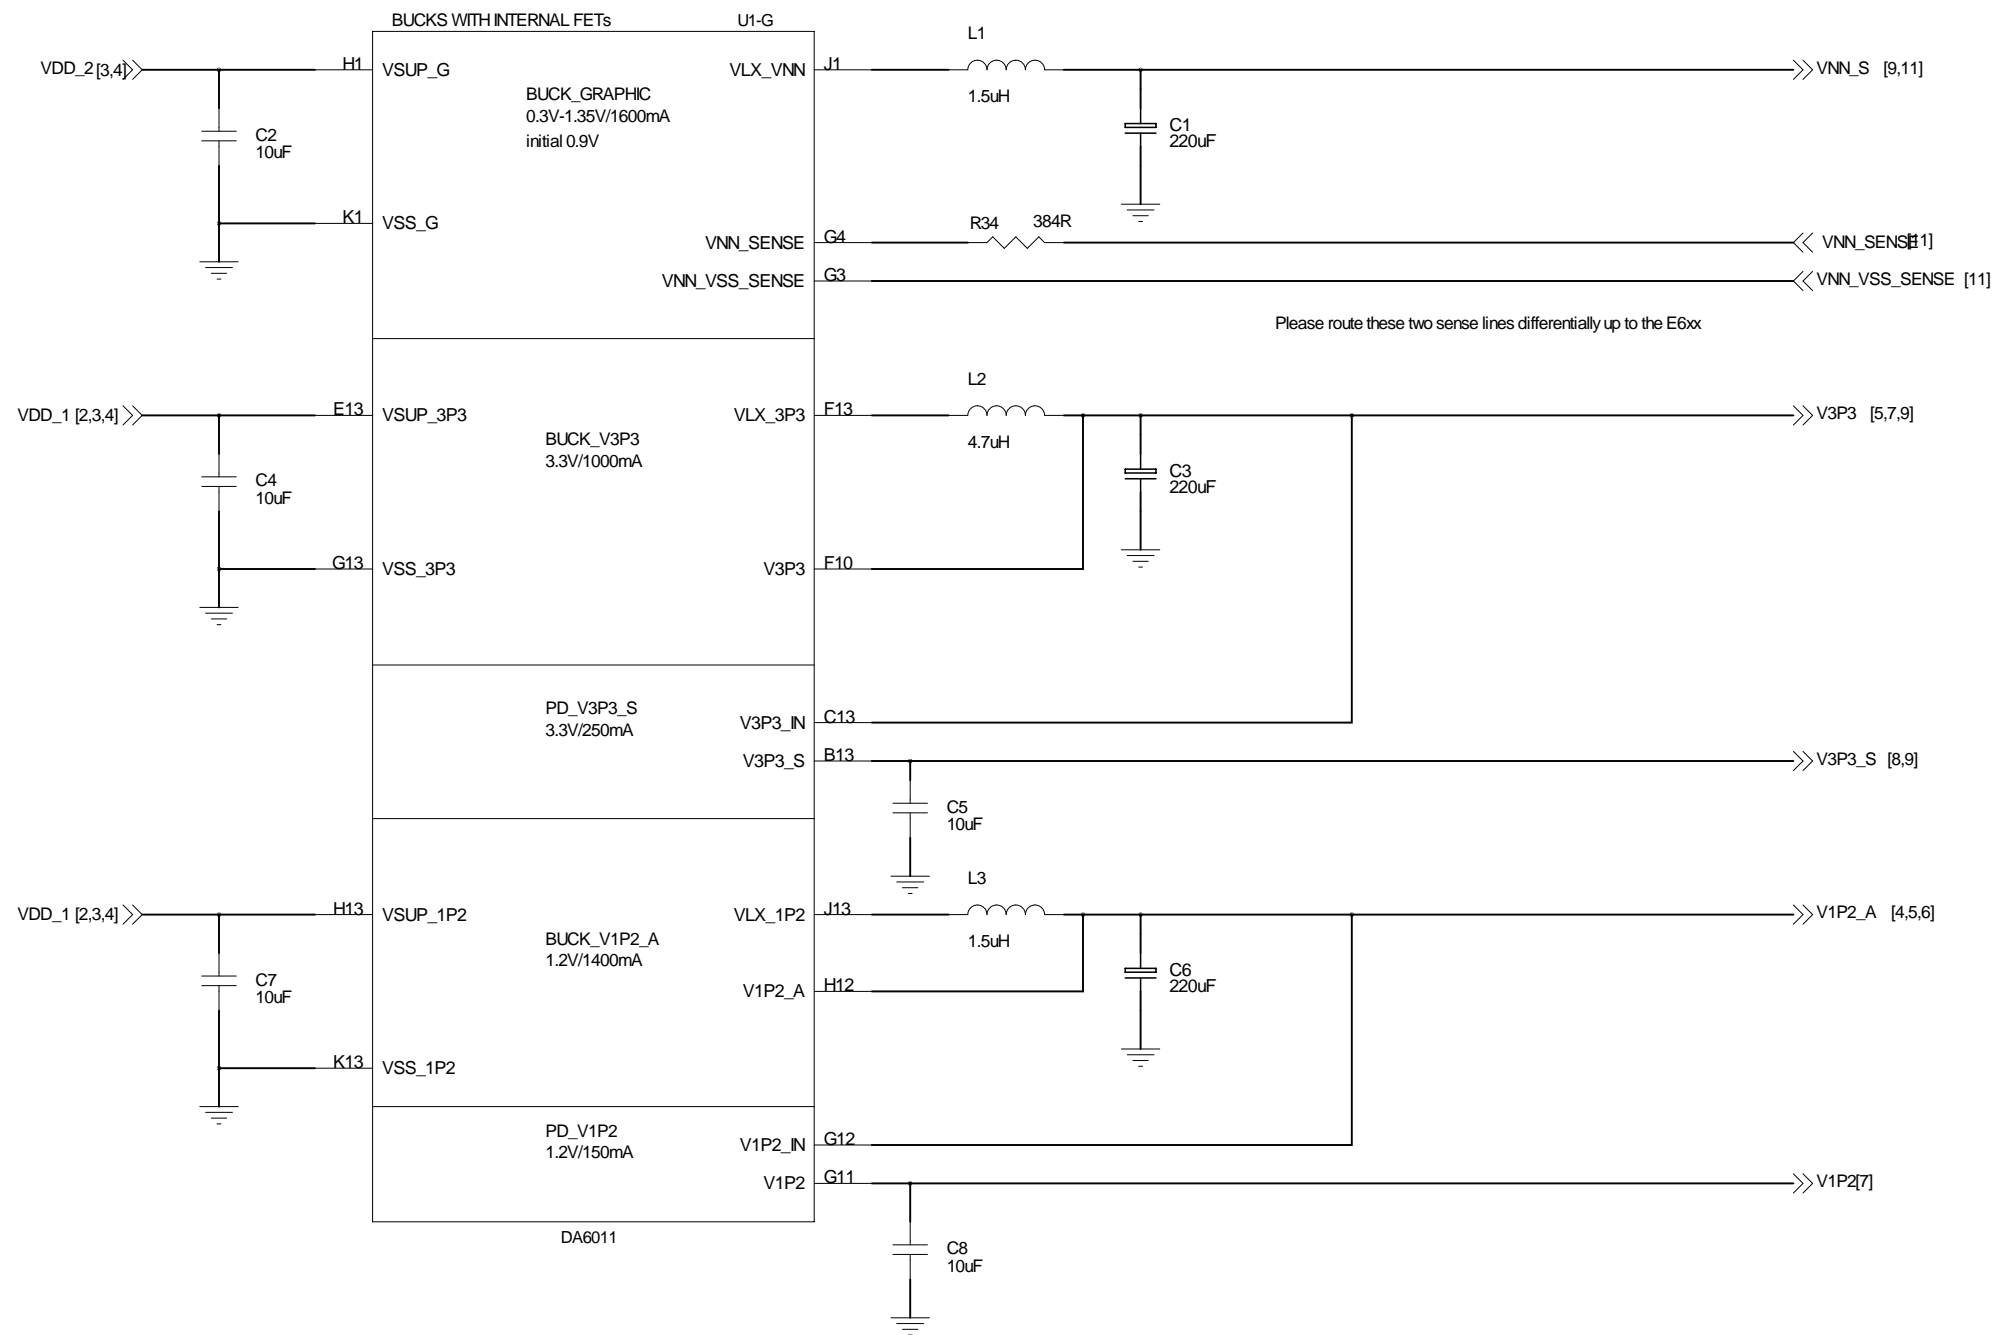 BUCKS WITH INTERNAL FETs U1-G
VDD_2 [3,4] H1 VSUP_G VLX_VNN J1 L1 VNN_S [9,11]
1.5uH
BUCK_GRAPHIC
0.3V-1.35V/1600mA
initial 0.9V
C2
10uF
C1
220uF
K1 VSS_G
VNN_SENSE G4 R34 384R VNN_SENSE [11]
VNN_VSS_SENSE G3 VNN_VSS_SENSE [11]
Please route these two sense lines differentially up to the E6xx
L2
VDD_1 [2,3,4] E13 VSUP_3P3 VLX_3P3 F13 V3P3 [5,7,9]
4.7uH
BUCK_V3P3
3.3V/1000mA
C4
10uF
C3
220uF
G13 VSS_3P3 V3P3 F10
PD_V3P3_S
3.3V/250mA
V3P3_IN C13
V3P3_S B13 V3P3_S [8,9]
C5
10uF
L3
VDD_1 [2,3,4] H13 VSUP_1P2 VLX_1P2 J13 V1P2_A [4,5,6]
1.5uH
BUCK_V1P2_A
1.2V/1400mA
C7
10uF
C6
220uF
V1P2_A H12
K13 VSS_1P2
PD_V1P2
1.2V/150mA
V1P2_IN G12
V1P2 G11 V1P2[7]
DA6011
C8
10uF